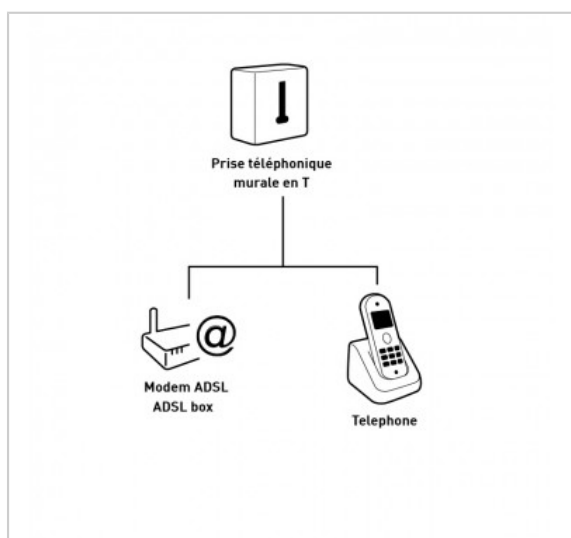 Prise téléphonique
murale en T
@
Modem ADSL
ADSL box
Telephone